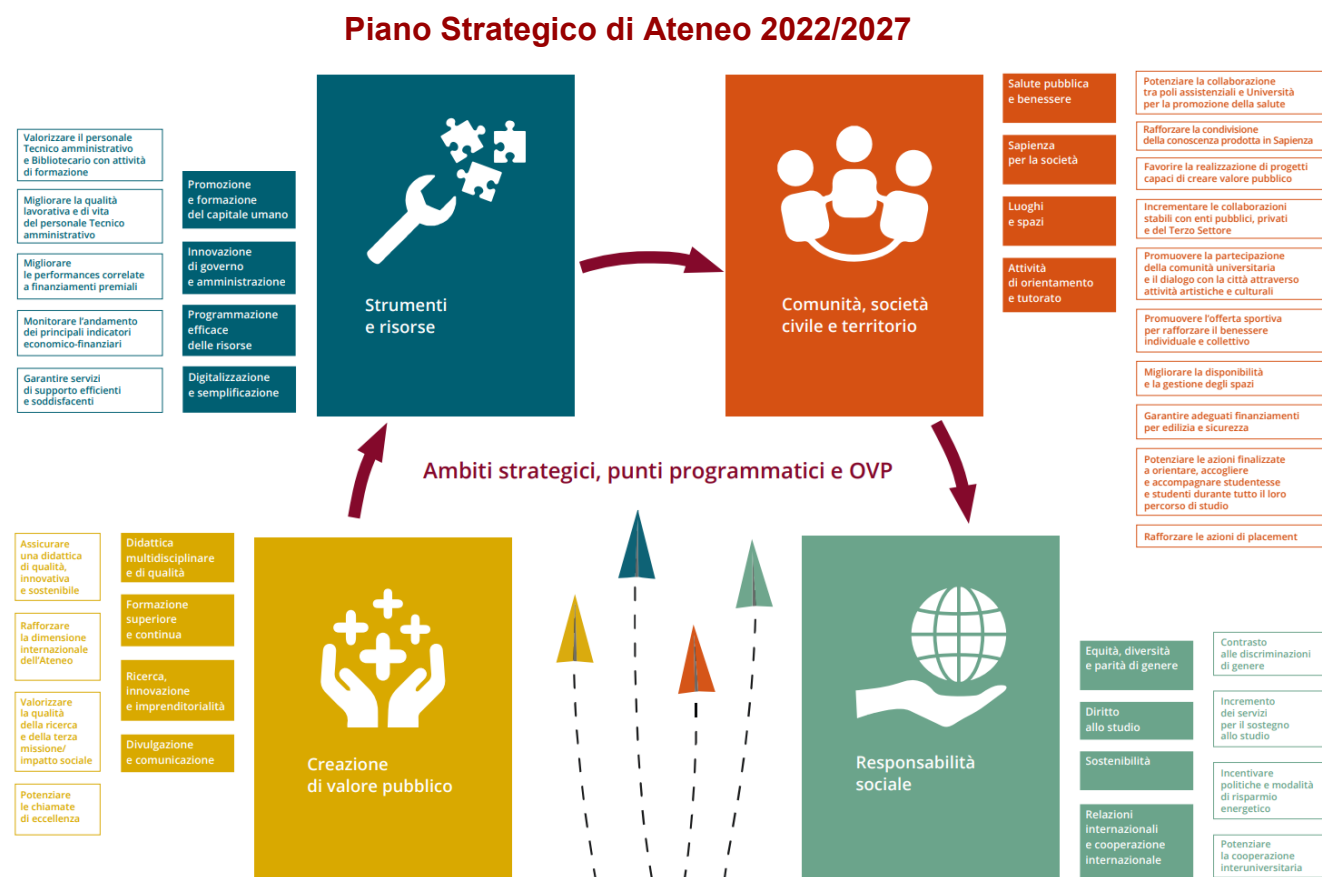 Piano Strategico di Ateneo 2022/2027
Valorizzare il personale
Tecnico amministrativo
e Bibliotecario con attività
di formazione
Migliorare la qualità
lavorativa e di vita
del personale Tecnico
amministrativo
Migliorare
le performances correlate
a finanziamenti premiali
Monitorare l'andamento
dei principali indicatori
economico-finanziari
Garantire servizi
di supporto efficienti
e soddisfacenti
Promozione
e formazione
del capitale umano
Innovazione
di governo
e amministrazione
Programmazione
efficace
delle risorse
Digitalizzazione
e semplificazione
Strumenti
e risorse
Comunità, società
civile e territorio
Salute pubblica
e benessere
Sapienza
per la società
Luoghi
e spazi
Attività
di orientamento
e tutorato
Potenziare la collaborazione
tra poli assistenziali e Università
per la promozione della salute
Rafforzare la condivisione
della conoscenza prodotta in Sapienza
Favorire la realizzazione di progetti
capaci di creare valore pubblico
Incrementare le collaborazioni
stabili con enti pubblici, privati
e del Terzo Settore
Promuovere la partecipazione
della comunità universitaria
e il dialogo con la città attraverso
attività artistiche e culturali
Promuovere l'offerta sportiva
per rafforzare il benessere
individuale e collettivo
Migliorare la disponibilità
e la gestione degli spazi
Garantire adeguati finanziamenti
per edilizia e sicurezza
Potenziare le azioni finalizzate
a orientare, accogliere
e accompagnare studentesse
e studenti durante tutto il loro
percorso di studio
Rafforzare le azioni di placement
Ambiti strategici, punti programmatici e OVP
Assicurare
una didattica
di qualità,
innovativa
e sostenibile
Rafforzare
la dimensione
internazionale
dell'Ateneo
Valorizzare
la qualità
della ricerca
e della terza
missione/
impatto sociale
Potenziare
le chiamate
di eccellenza
Didattica
multidisciplinare
e di qualità
Formazione
superiore
e continua
Ricerca,
innovazione
e imprenditorialità
Divulgazione
e comunicazione
Creazione
di valore pubblico
Responsabilità
sociale
Equità, diversità
e parità di genere
Diritto
allo studio
Sostenibilità
Relazioni
internazionali
e cooperazione
internazionale
Contrasto
alle discriminazioni
di genere
Incremento
dei servizi
per il sostegno
allo studio
Incentivare
politiche e modalità
di risparmio
energetico
Potenziare
la cooperazione
interuniversitaria